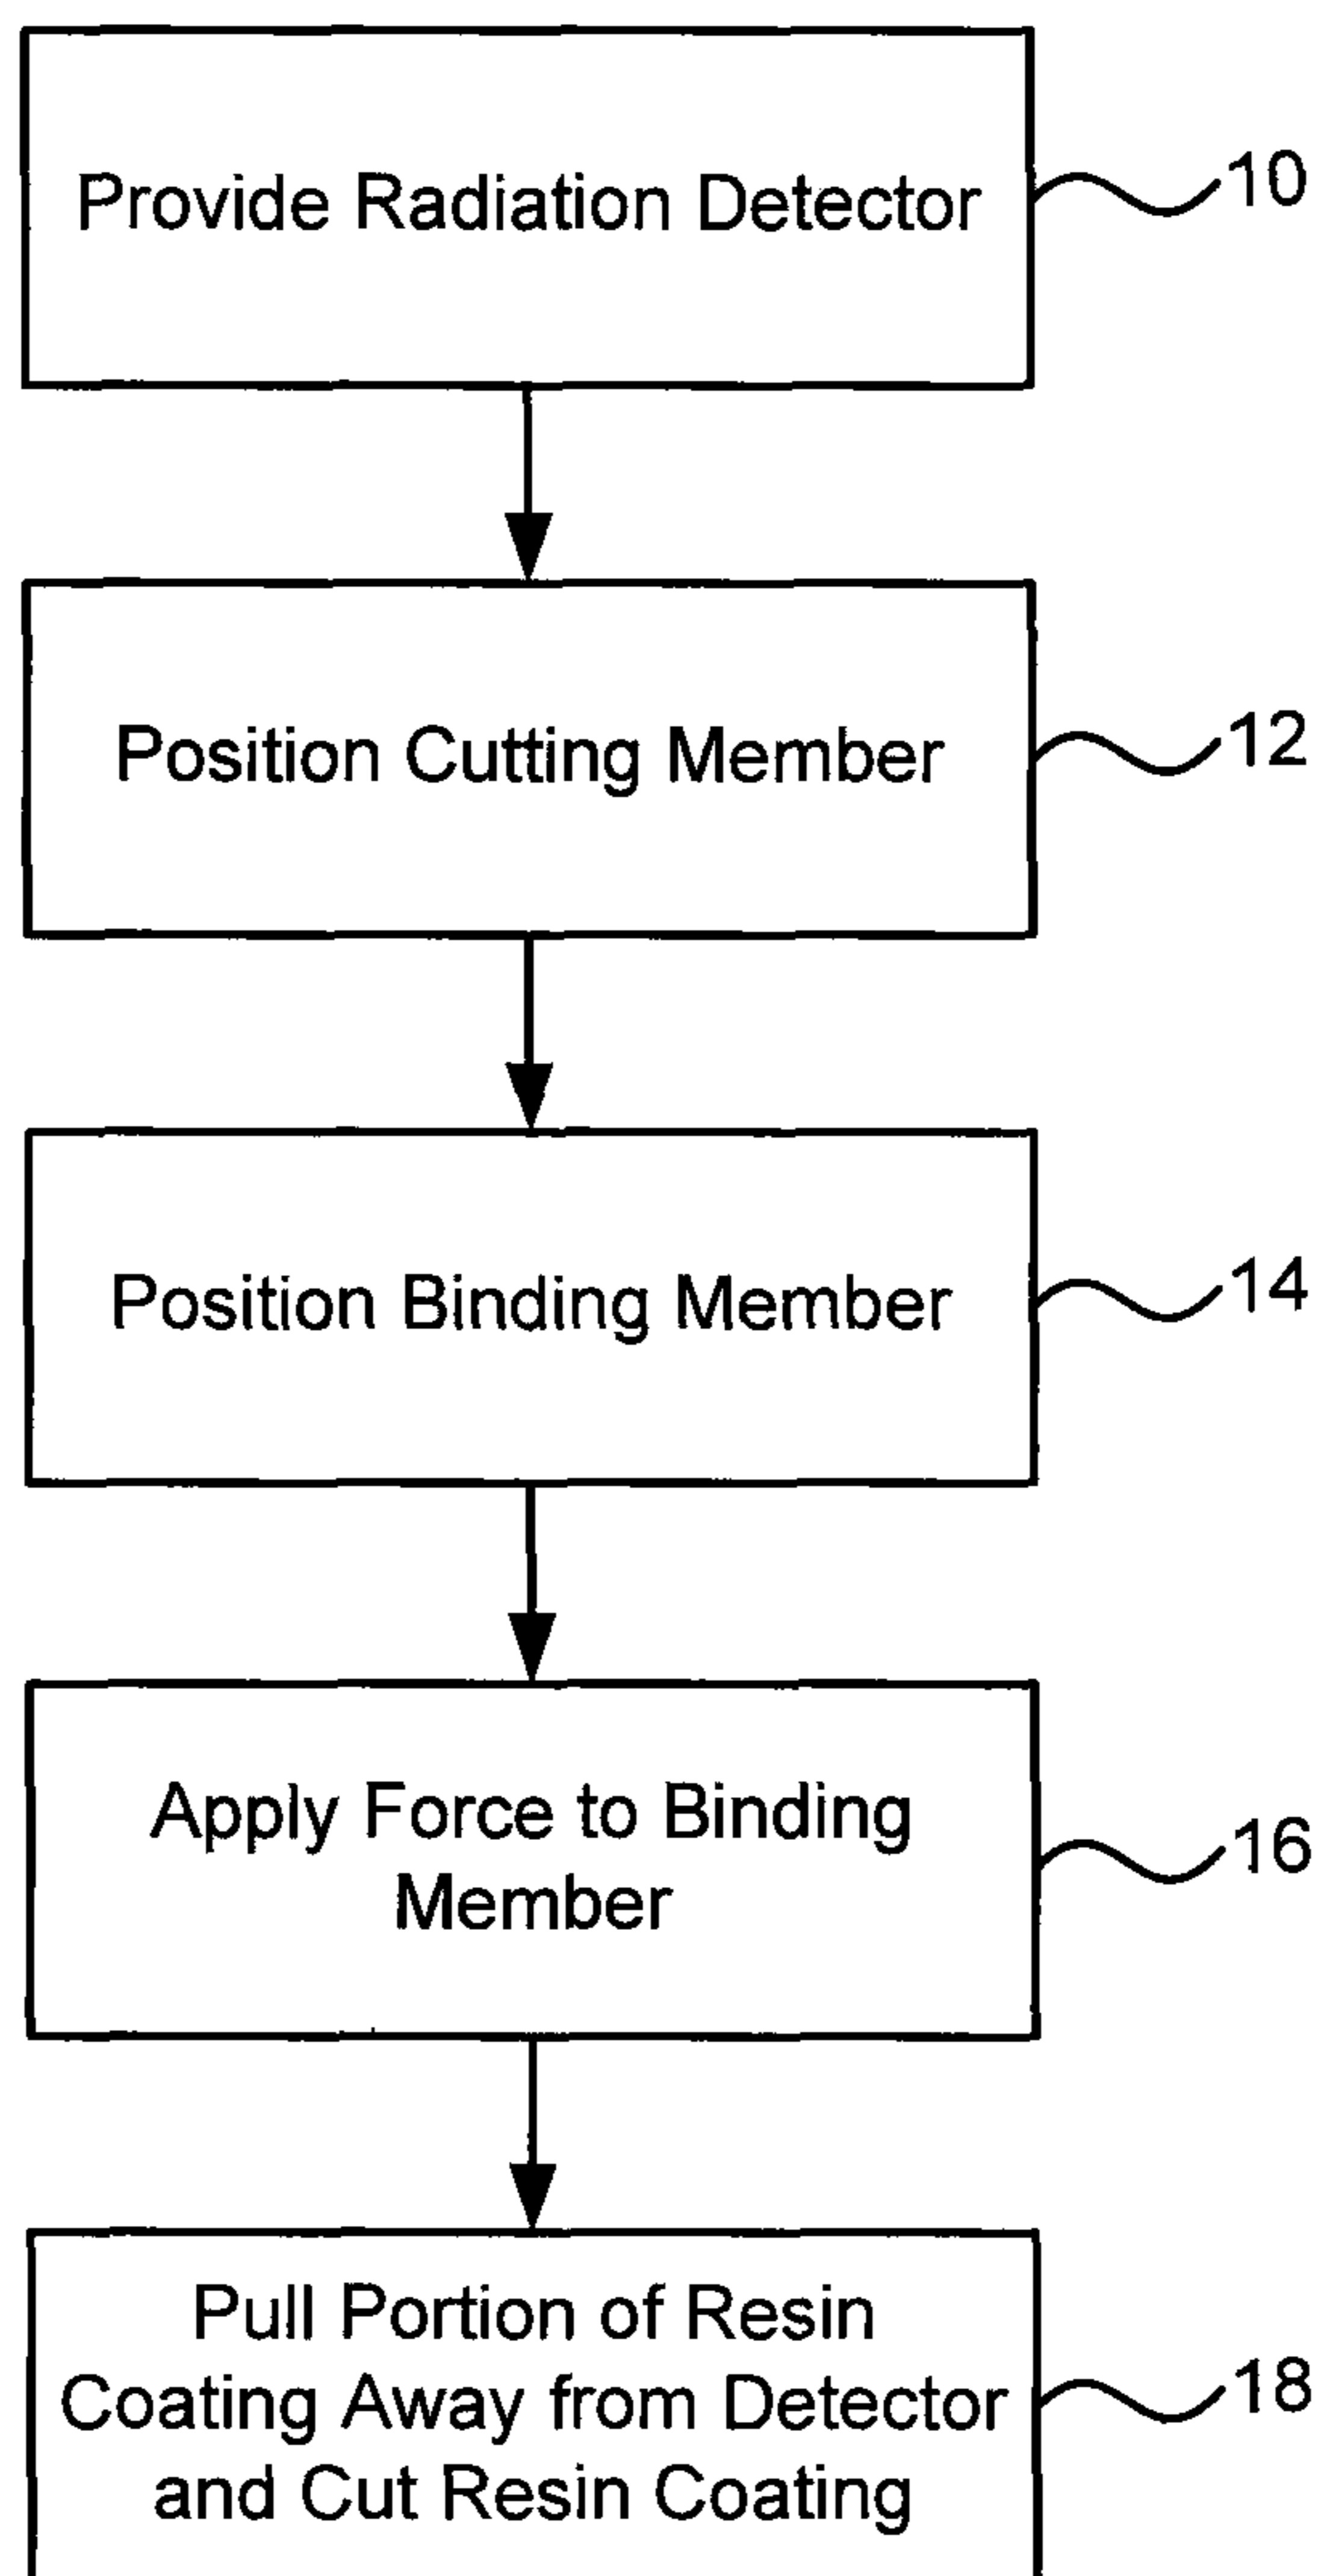 Provide Radiation Detector
10
Position Cutting Member
12
Position Binding Member
14
Apply Force to Binding
Member
16
Pull Portion of Resin
Coating Away from Detector
and Cut Resin Coating
18